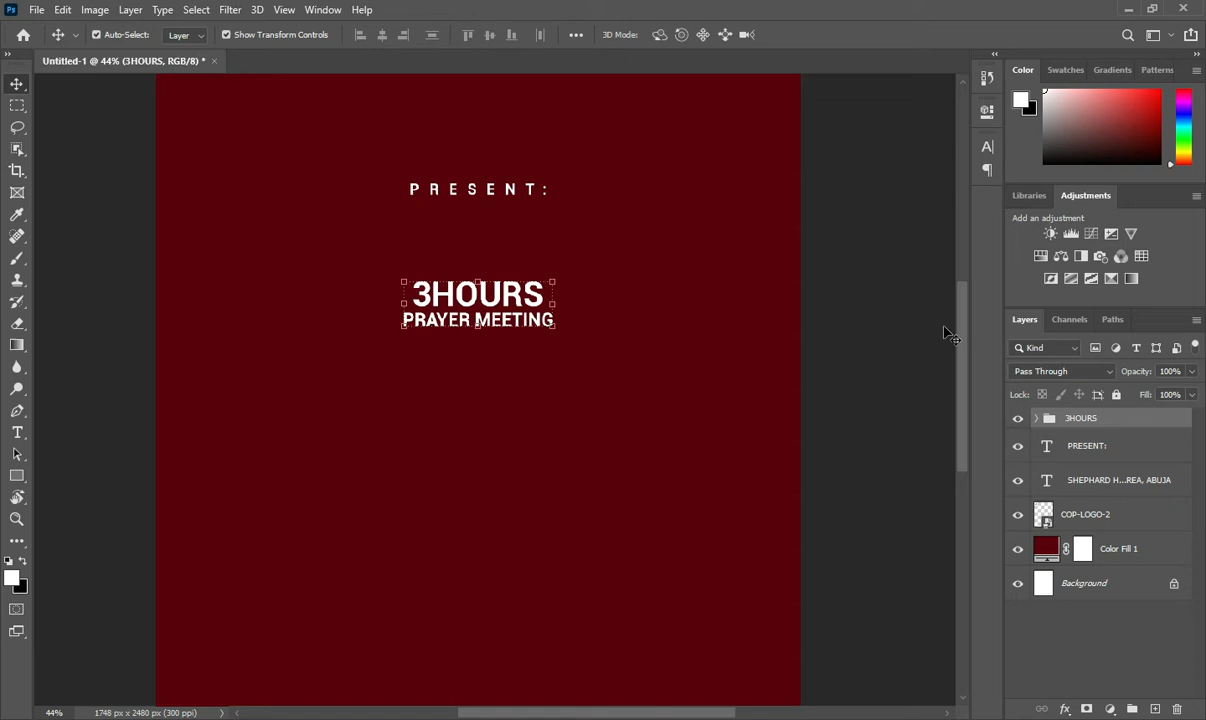 Ps File Edit Image Layer Type Select Filter 3D View Window Help
Auto-Select: Layer Show Transform Controls 3D Mode:
Untitled-1 @ 44% (3HOURS, RGB/8) *
Color Swatches Gradients Patterns
PRESENT:
Libraries Adjustments
Add an adjustment
3HOURS
PRAYER MEETING
Layers Channels Paths
Kind
Pass Through Opacity: 100%
Lock: Fill: 100%
3HOURS
PRESENT:
SHEPHARD H...REA, ABUJA
COP-LOGO-2
Color Fill 1
Background
44% 1748 px x 2480 px (300 ppi)